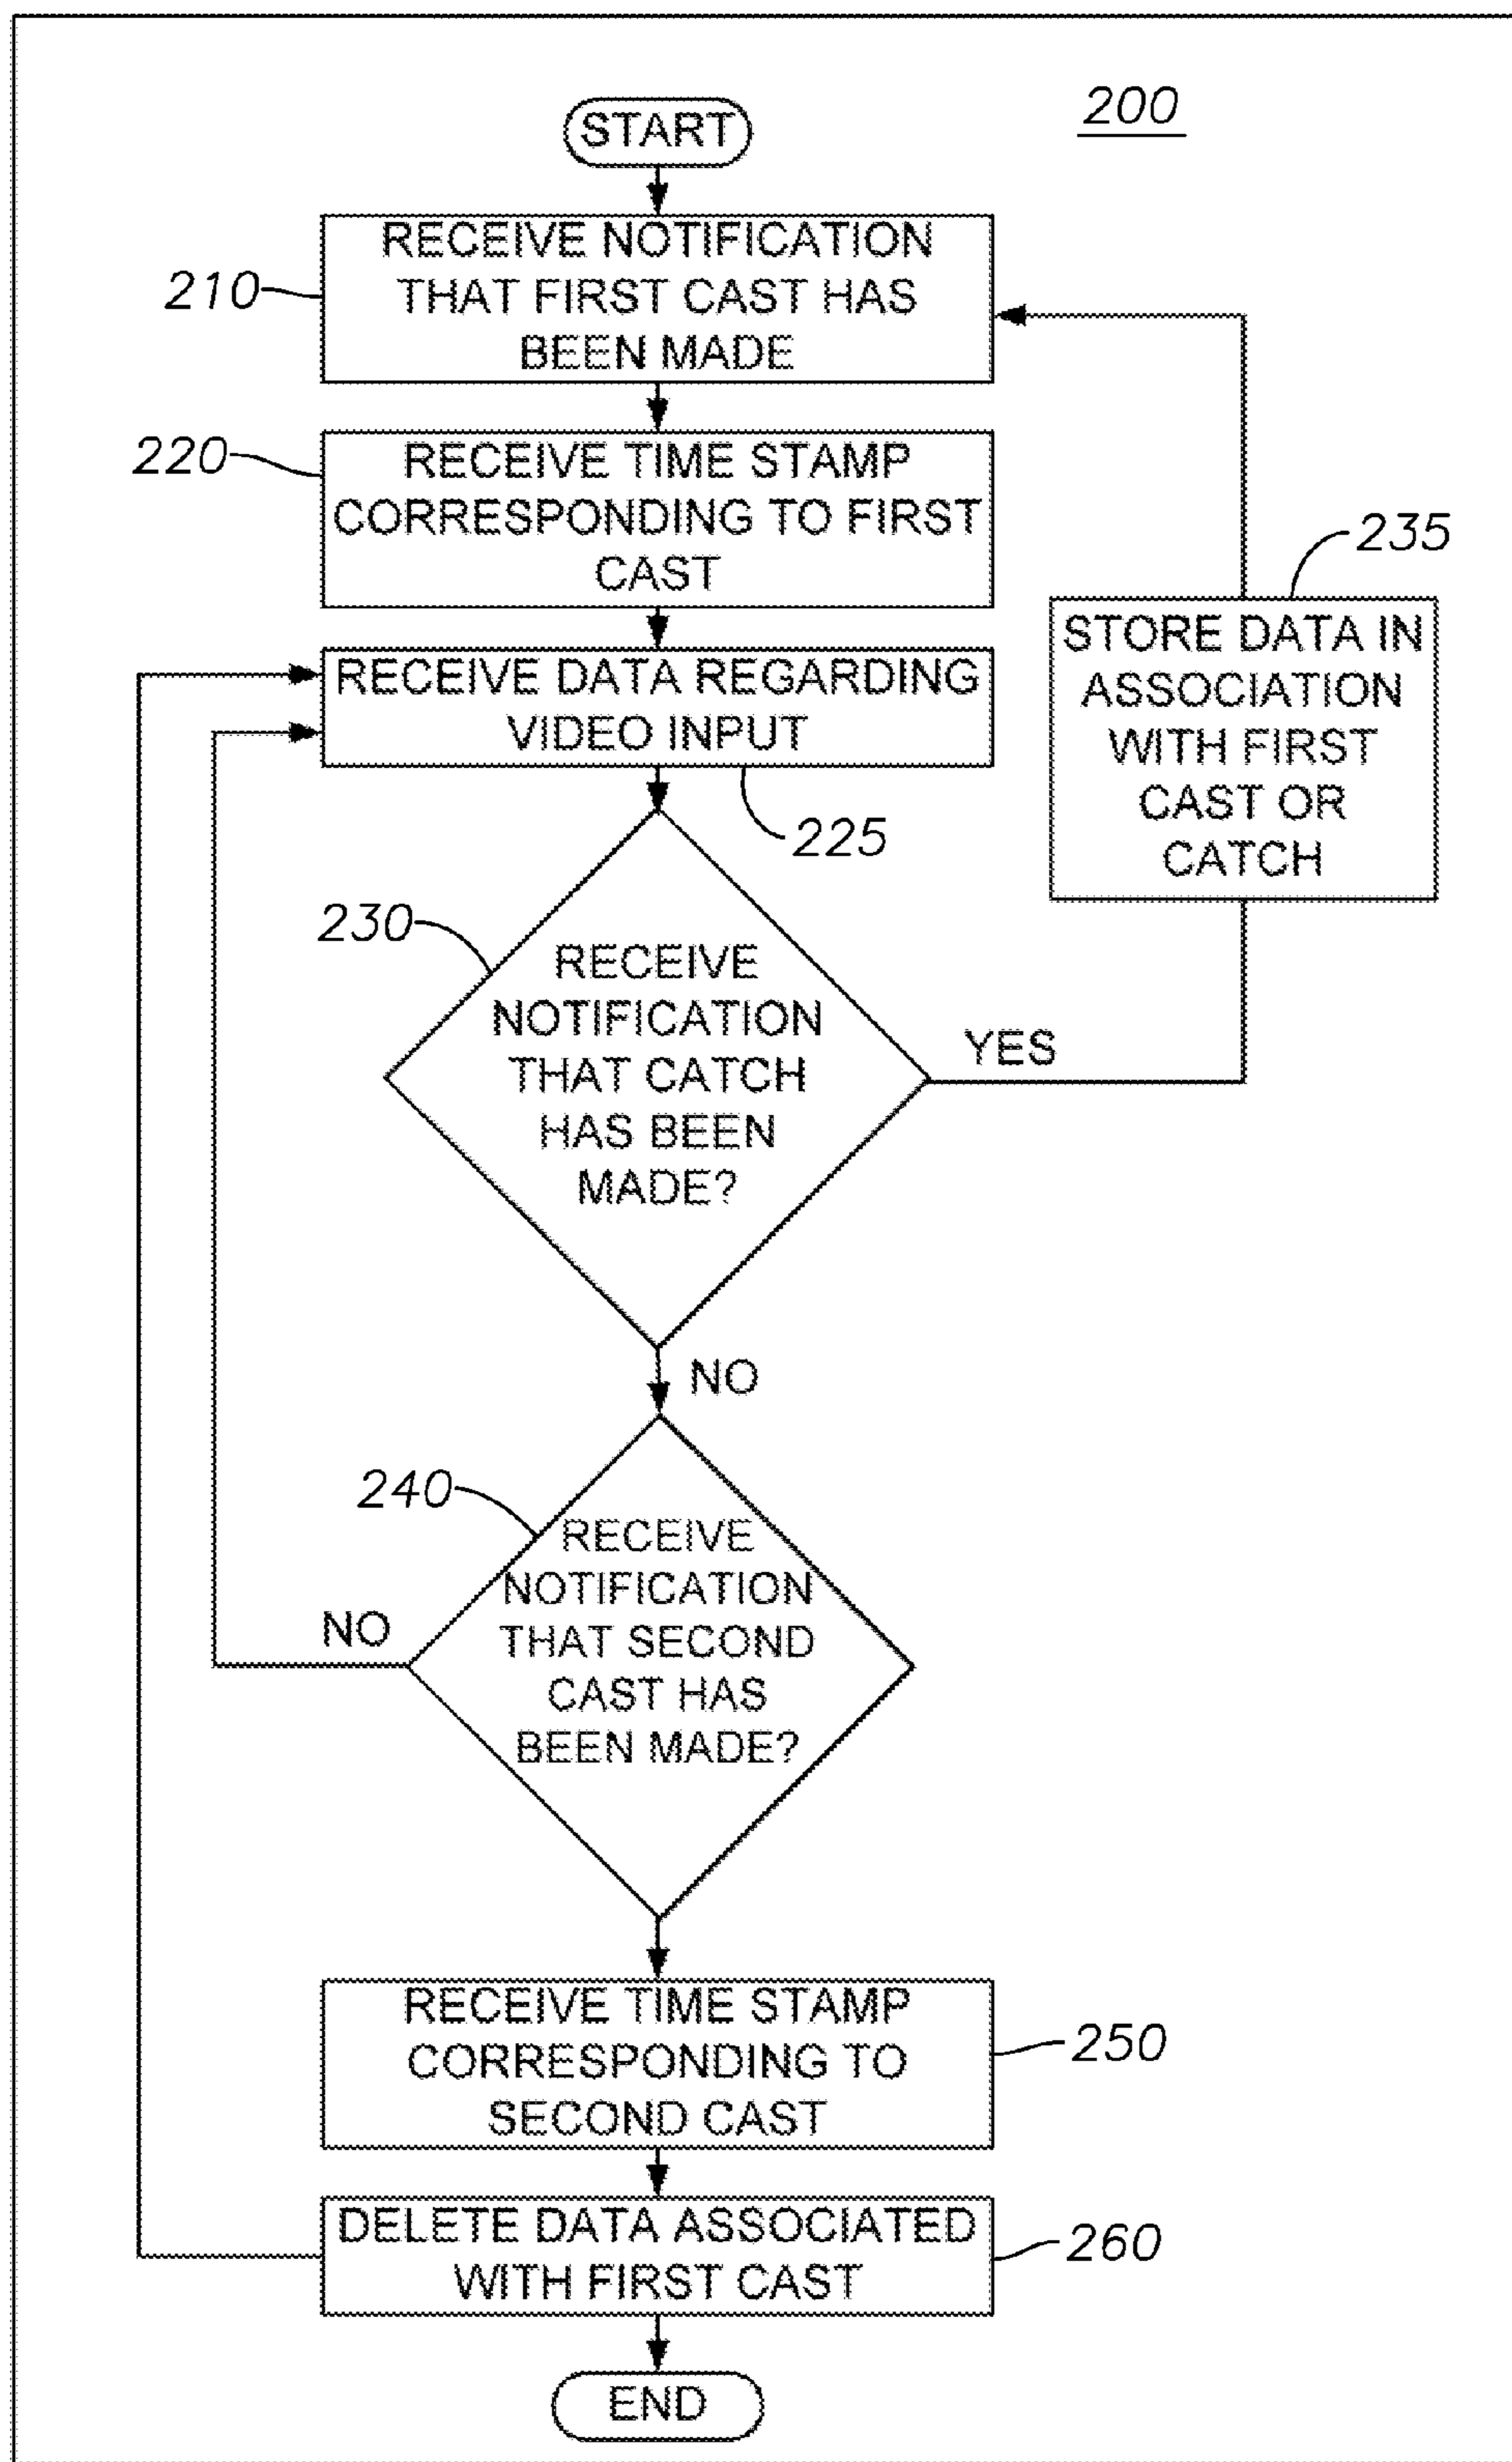 200
START
RECEIVE NOTIFICATION
THAT FIRST CAST HAS
BEEN MADE
210
220
RECEIVE TIME STAMP
CORRESPONDING TO FIRST
CAST
235
STORE DATA IN
ASSOCIATION
WITH FIRST
CAST OR
CATCH
RECEIVE DATA REGARDING
VIDEO INPUT
225
230
RECEIVE
NOTIFICATION
THAT CATCH
HAS BEEN
MADE?
YES
NO
240
RECEIVE
NOTIFICATION
THAT SECOND
CAST HAS
BEEN MADE?
NO
RECEIVE TIME STAMP
CORRESPONDING TO
SECOND CAST
250
DELETE DATA ASSOCIATED
WITH FIRST CAST
260
END